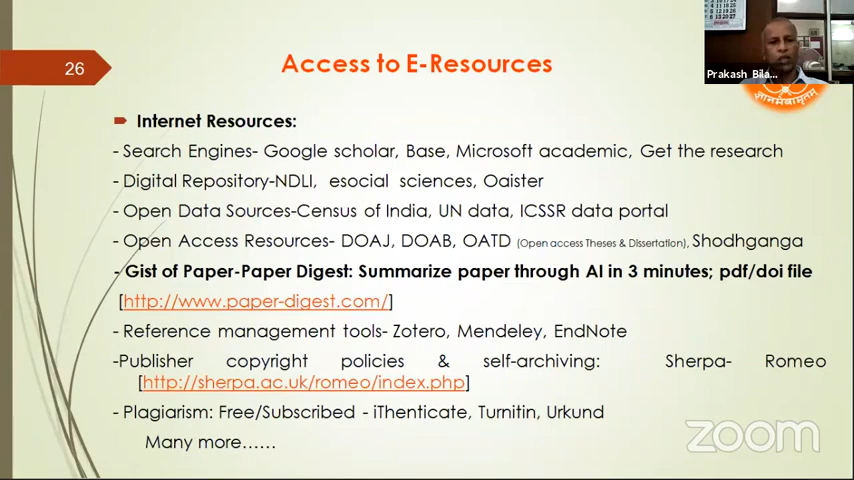 26
Access to E-Resources
Prakash Bila...
ज्ञानमेवामृतम्
Internet Resources:
- Search Engines- Google scholar, Base, Microsoft academic, Get the research
- Digital Repository-NDLI, esocial sciences, Oaister
- Open Data Sources-Census of India, UN data, ICSSR data portal
- Open Access Resources- DOAJ, DOAB, OATD (Open access Theses & Dissertation), Shodhganga
- Gist of Paper-Paper Digest: Summarize paper through AI in 3 minutes; pdf/doi file
[http://www.paper-digest.com/]
- Reference management tools- Zotero, Mendeley, EndNote
-Publisher copyright policies & self-archiving: Sherpa- Romeo
[http://sherpa.ac.uk/romeo/index.php]
- Plagiarism: Free/Subscribed - iThenticate, Turnitin, Urkund
Many more......
zoom